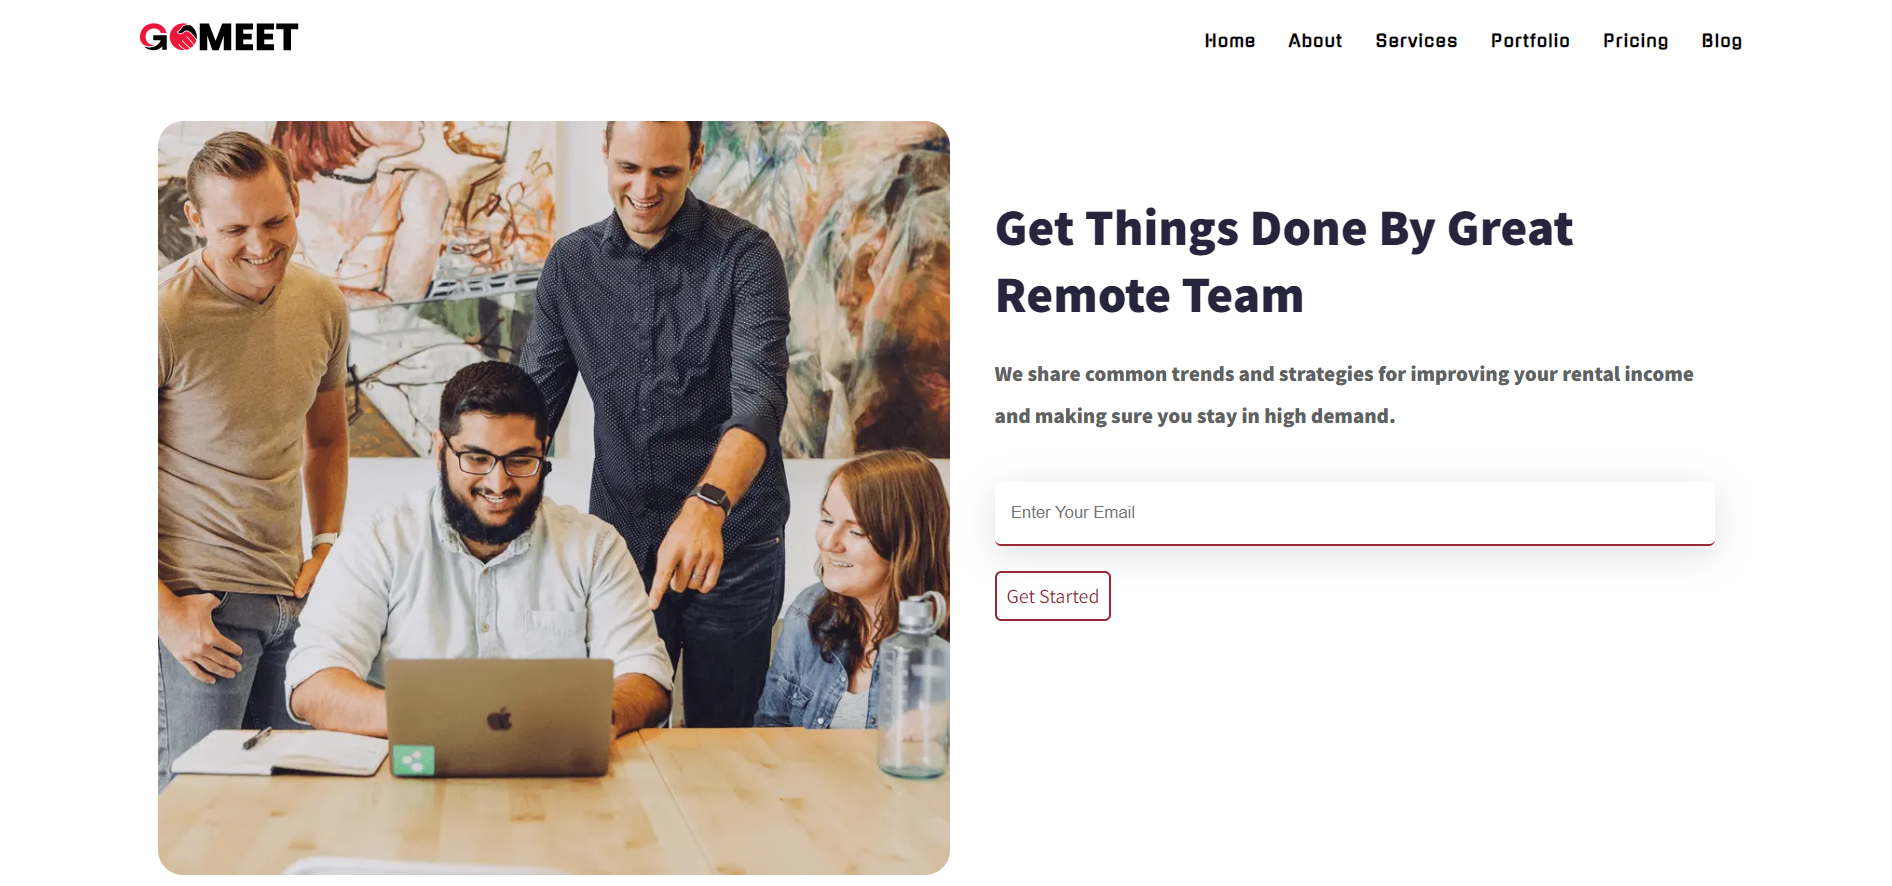 GOMEET
Home About Services Portfolio Pricing Blog
Get Things Done By Great
Remote Team
We share common trends and strategies for improving your rental income
and making sure you stay in high demand.
Enter Your Email
Get Started